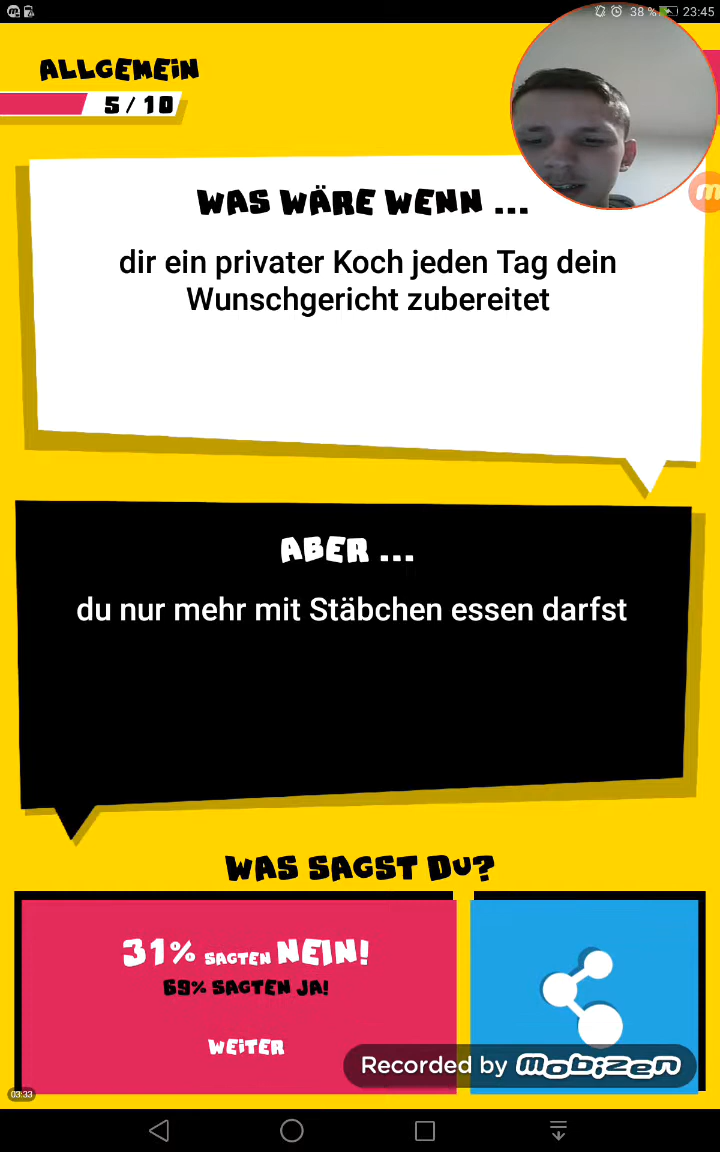 38 % 23:45
ALLGEMEIN
5/10
WAS WÄRE WENN ...
dir ein privater Koch jeden Tag dein
Wunschgericht zubereitet
ABER ...
du nur mehr mit Stäbchen essen darfst
WAS SAGST DU?
31% SAGTEN NEIN!
69% SAGTEN JA!
WEITER
Recorded by mobizen
03:33